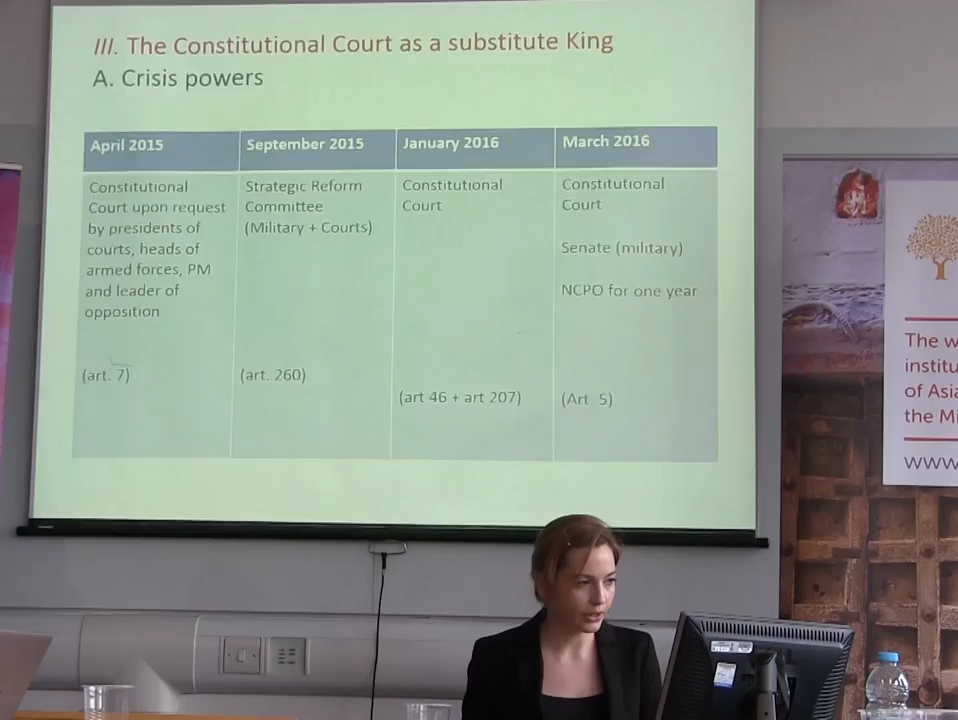 III. The Constitutional Court as a substitute King
A. Crisis powers
April 2015
Constitutional
Court upon request
by presidents of
courts, heads of
armed forces, PM
and leader of
opposition
(art. 7)
September 2015
Strategic Reform
Committee
(Military + Courts)
(art. 260)
January 2016
Constitutional
Court
(art 46 + art 207)
March 2016
Constitutional
Court
Senate (military)
NCPO for one year
(Art. 5)
The w
institu
of Asia
the Mi
www